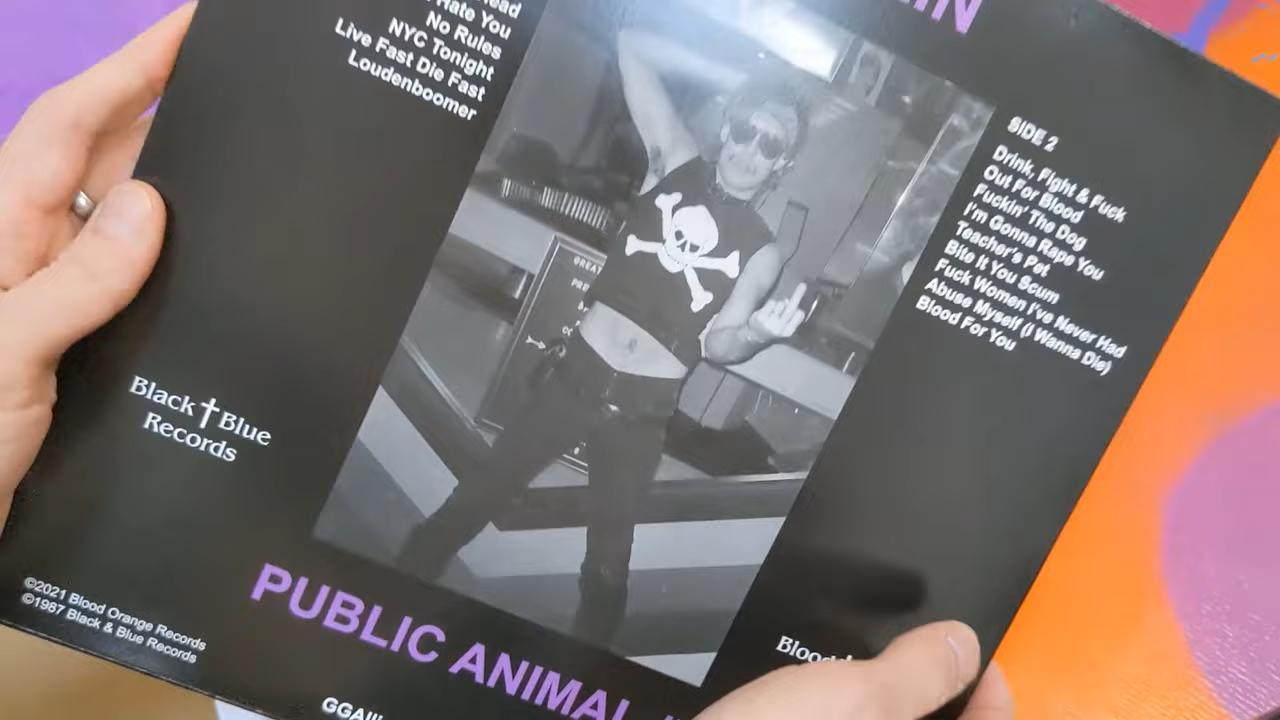 Hate You
No Rules
NYC Tonight
Live Fast Die Fast
Loudenboomer
SIDE 2
Drink, Fight & Fuck
Out For Blood
Fuckin' The Dog
I'm Gonna Rape You
Teacher's Pet
Bite It You Scum
Fuck Women I've Never Had
Abuse Myself (I Wanna Die)
Blood For You
Black † Blue
Records
PUBLIC ANIMAL
©2021 Blood Orange Records
©1987 Black & Blue Records